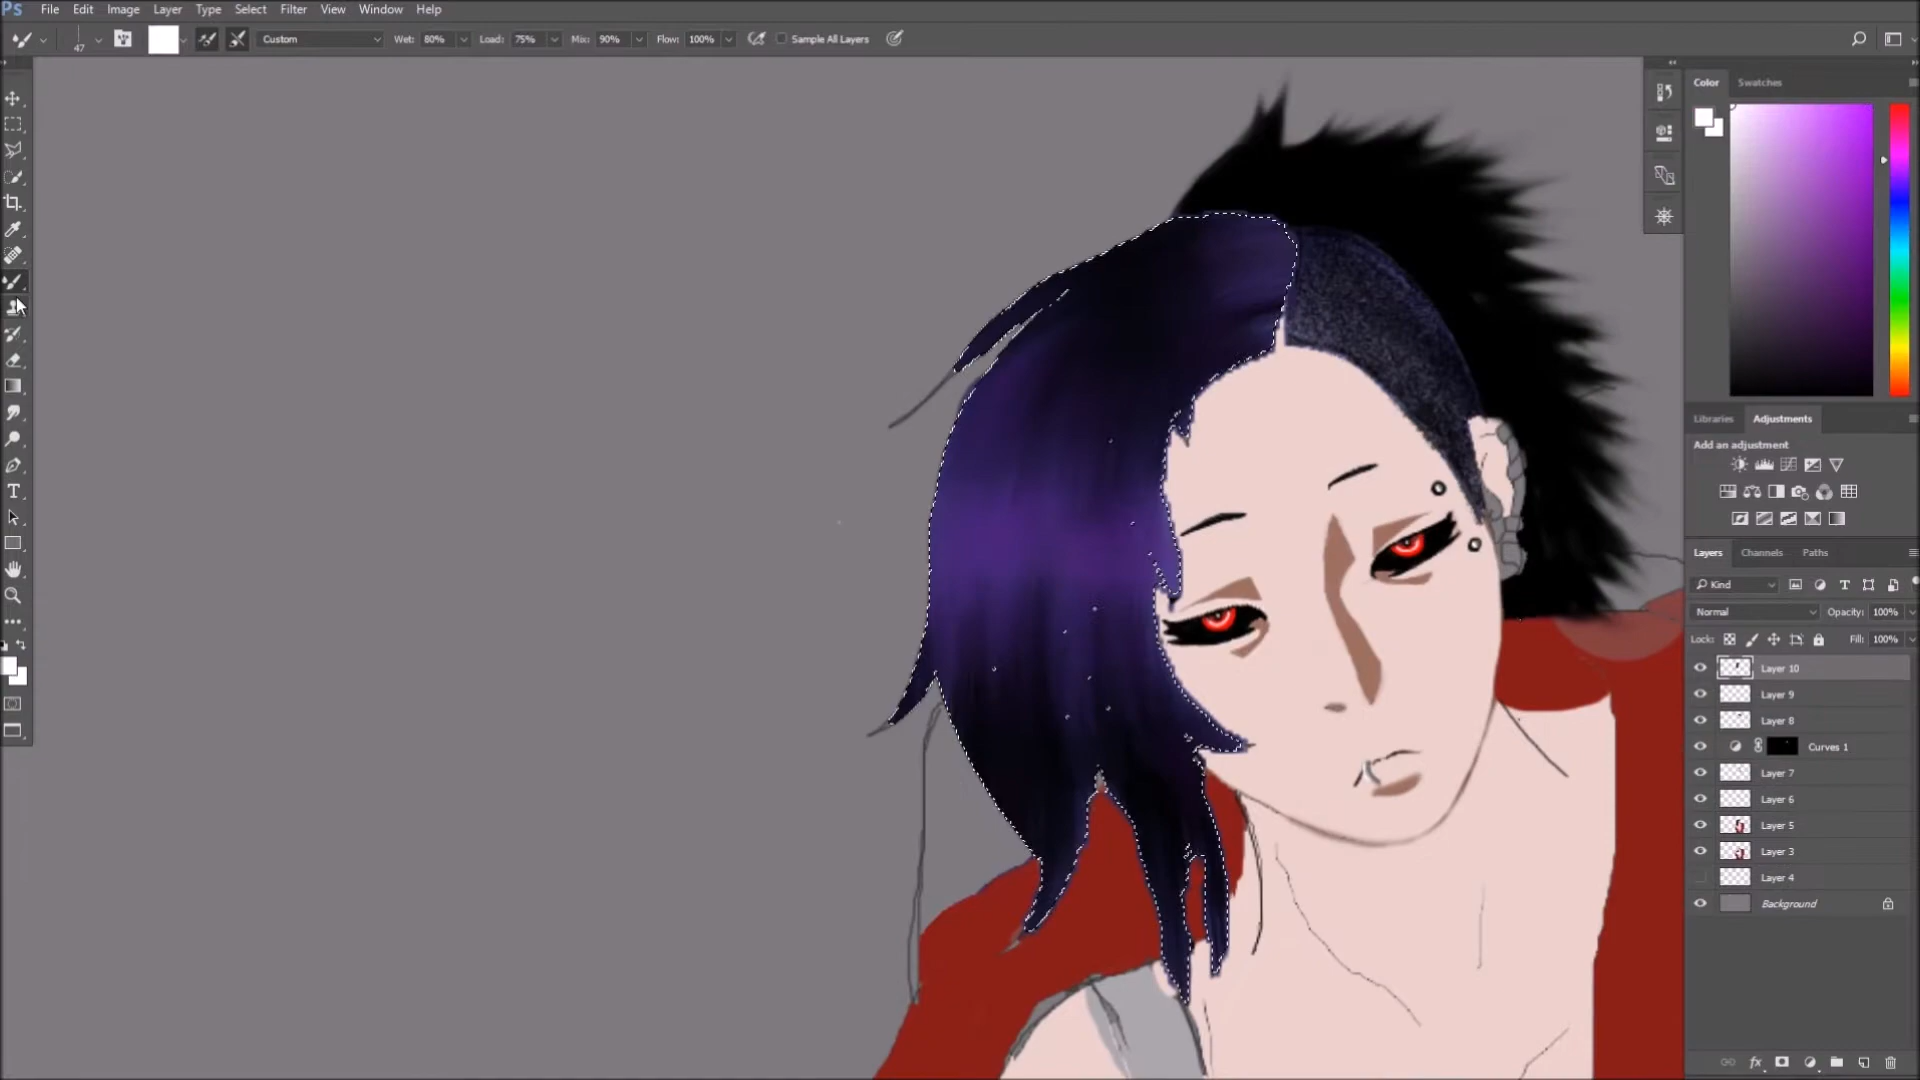 Ps File Edit Image Layer Type Select Filter View Window Help
47 Custom Wet: 80% Load: 75% Mix: 90% Flow: 100% Sample All Layers
Color Swatches
Libraries Adjustments
Add an adjustment
Layers Channels Paths
Kind
Normal Opacity: 100%
Lock: Fill: 100%
Layer 10
Layer 9
Layer 8
Curves 1
Layer 7
Layer 6
Layer 5
Layer 3
Layer 4
Background